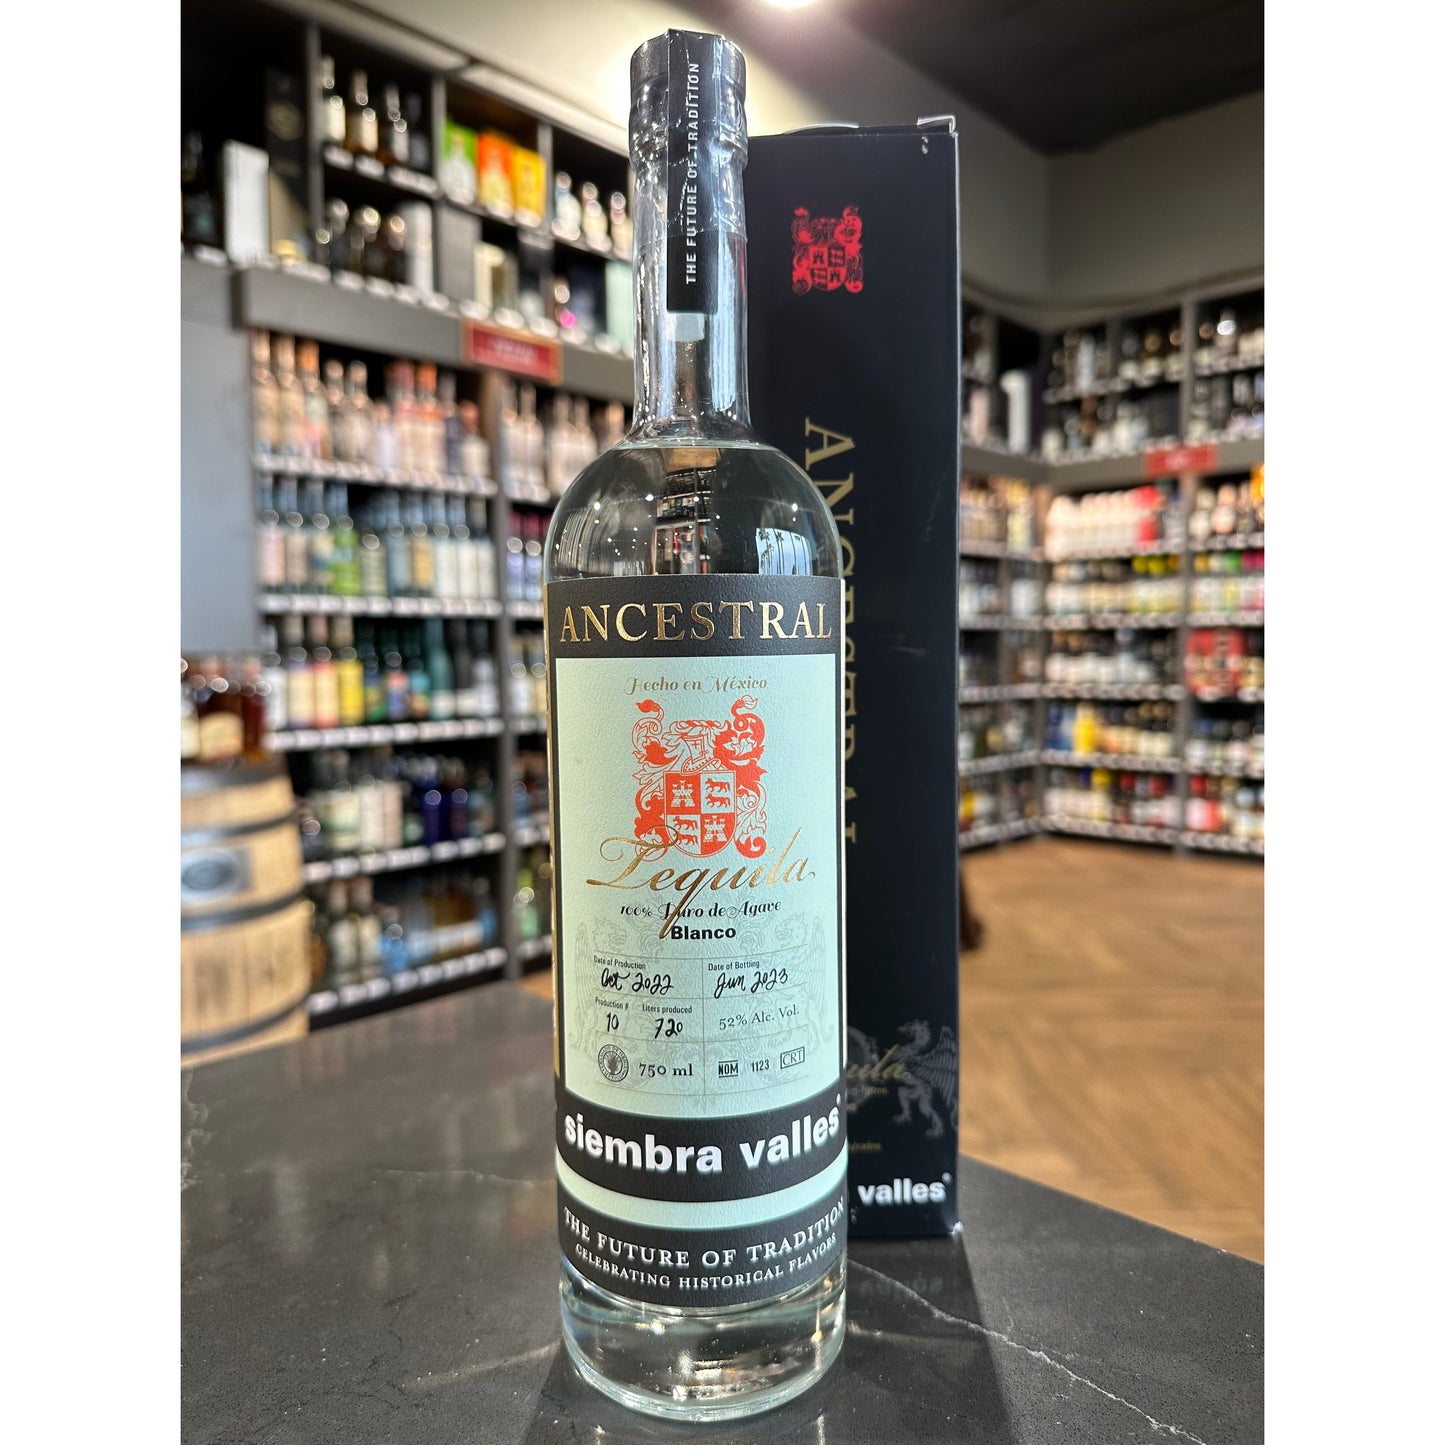 THE FUTURE OF TRADITION
ANCESTRAL
Hecho en México
Tequila
100% Puro de Agave
Blanco
Date of Production
Oct 2022
Date of Bottling
Jun 2023
Production #
10
Liters produced
720
52% Alc. Vol.
750 ml
NOM 1123 CRT
siembra valles®
THE FUTURE OF TRADITION
CELEBRATING HISTORICAL FLAVORS
ANCESTRAL
valles®